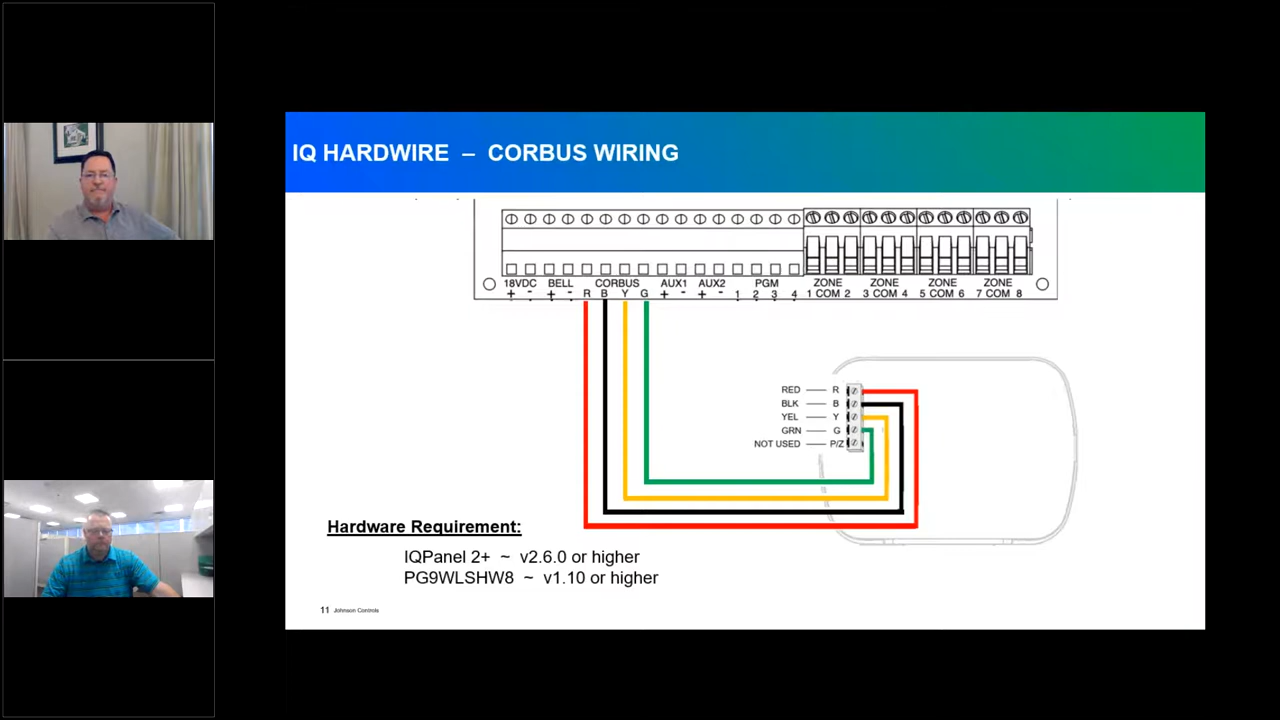 IQ HARDWIRE – CORBUS WIRING
18VDC BELL CORBUS AUX1 AUX2 PGM ZONE ZONE ZONE ZONE
+ - + - R B Y G + - + - 1 2 3 4 1 COM 2 3 COM 4 5 COM 6 7 COM 8
RED R
BLK B
YEL Y
GRN G
NOT USED P/Z
Hardware Requirement:
IQPanel 2+ ~ v2.6.0 or higher
PG9WLSHW8 ~ v1.10 or higher
11 Johnson Controls